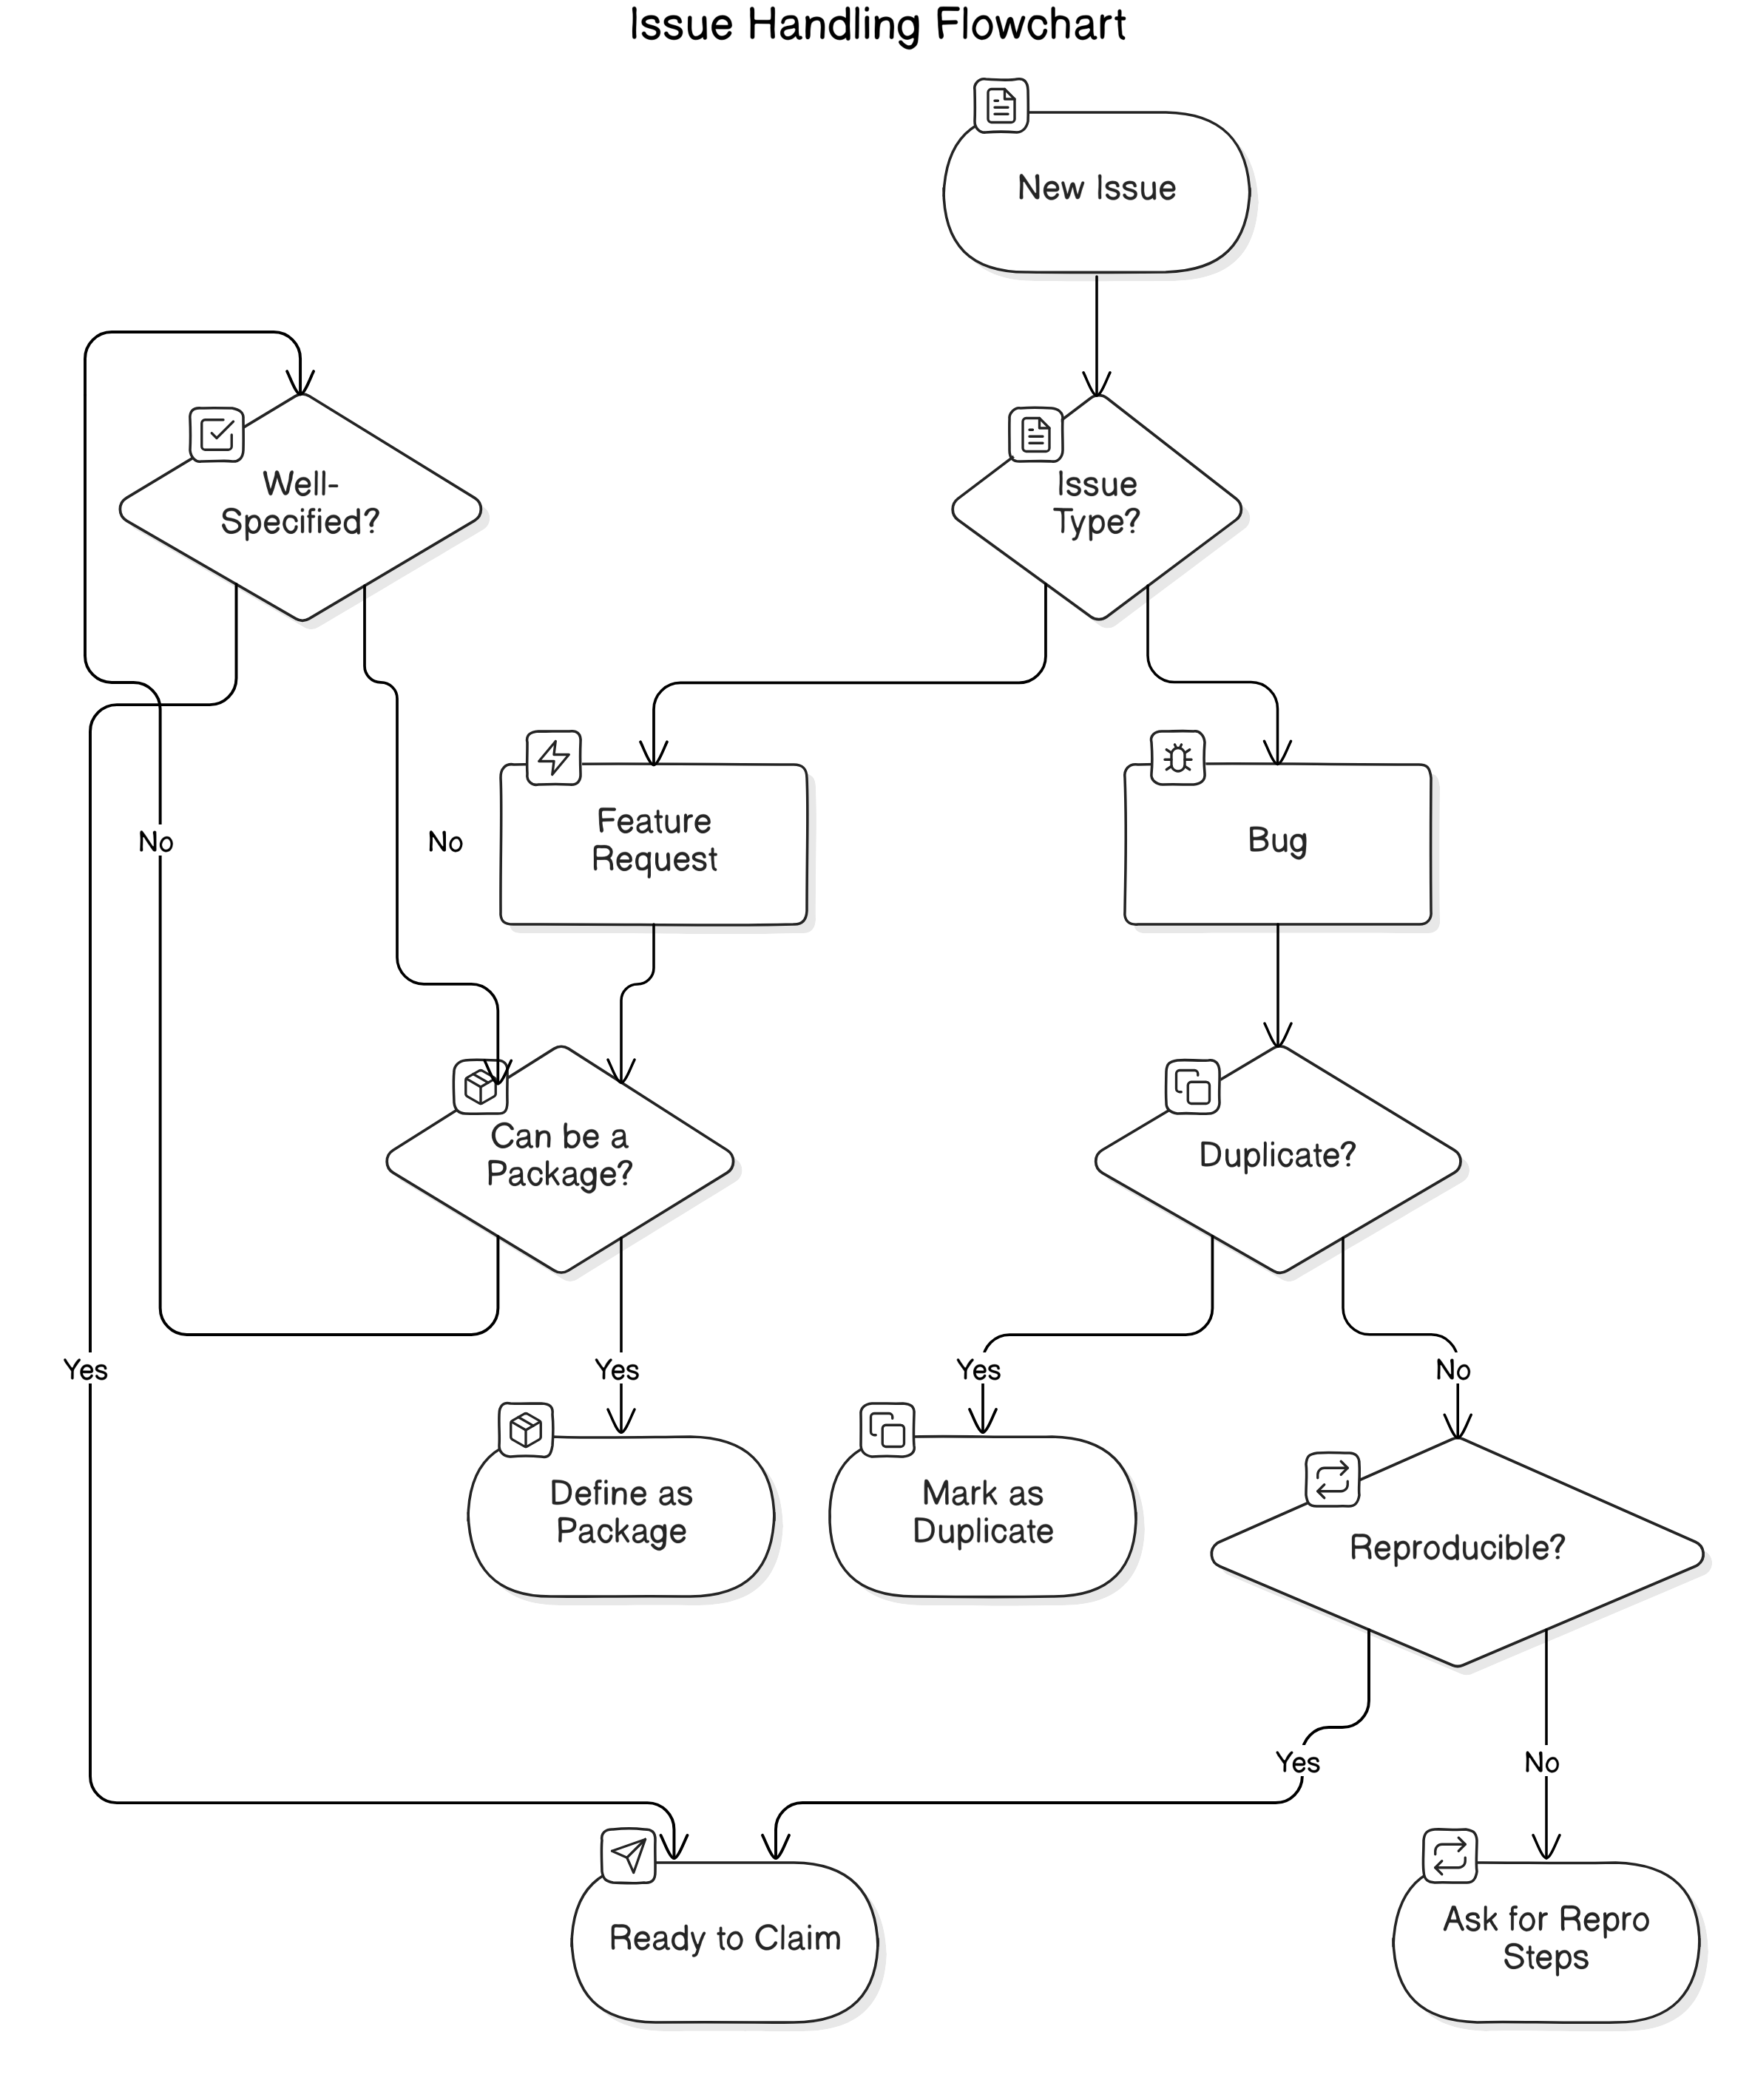 Issue Handling Flowchart
New Issue
Well-
Specified?
Issue
Type?
No
No
Feature
Request
Bug
Can be a
Package?
Duplicate?
Yes
Yes
Yes
No
Define as
Package
Mark as
Duplicate
Reproducible?
Yes
No
Ready to Claim
Ask for Repro
Steps